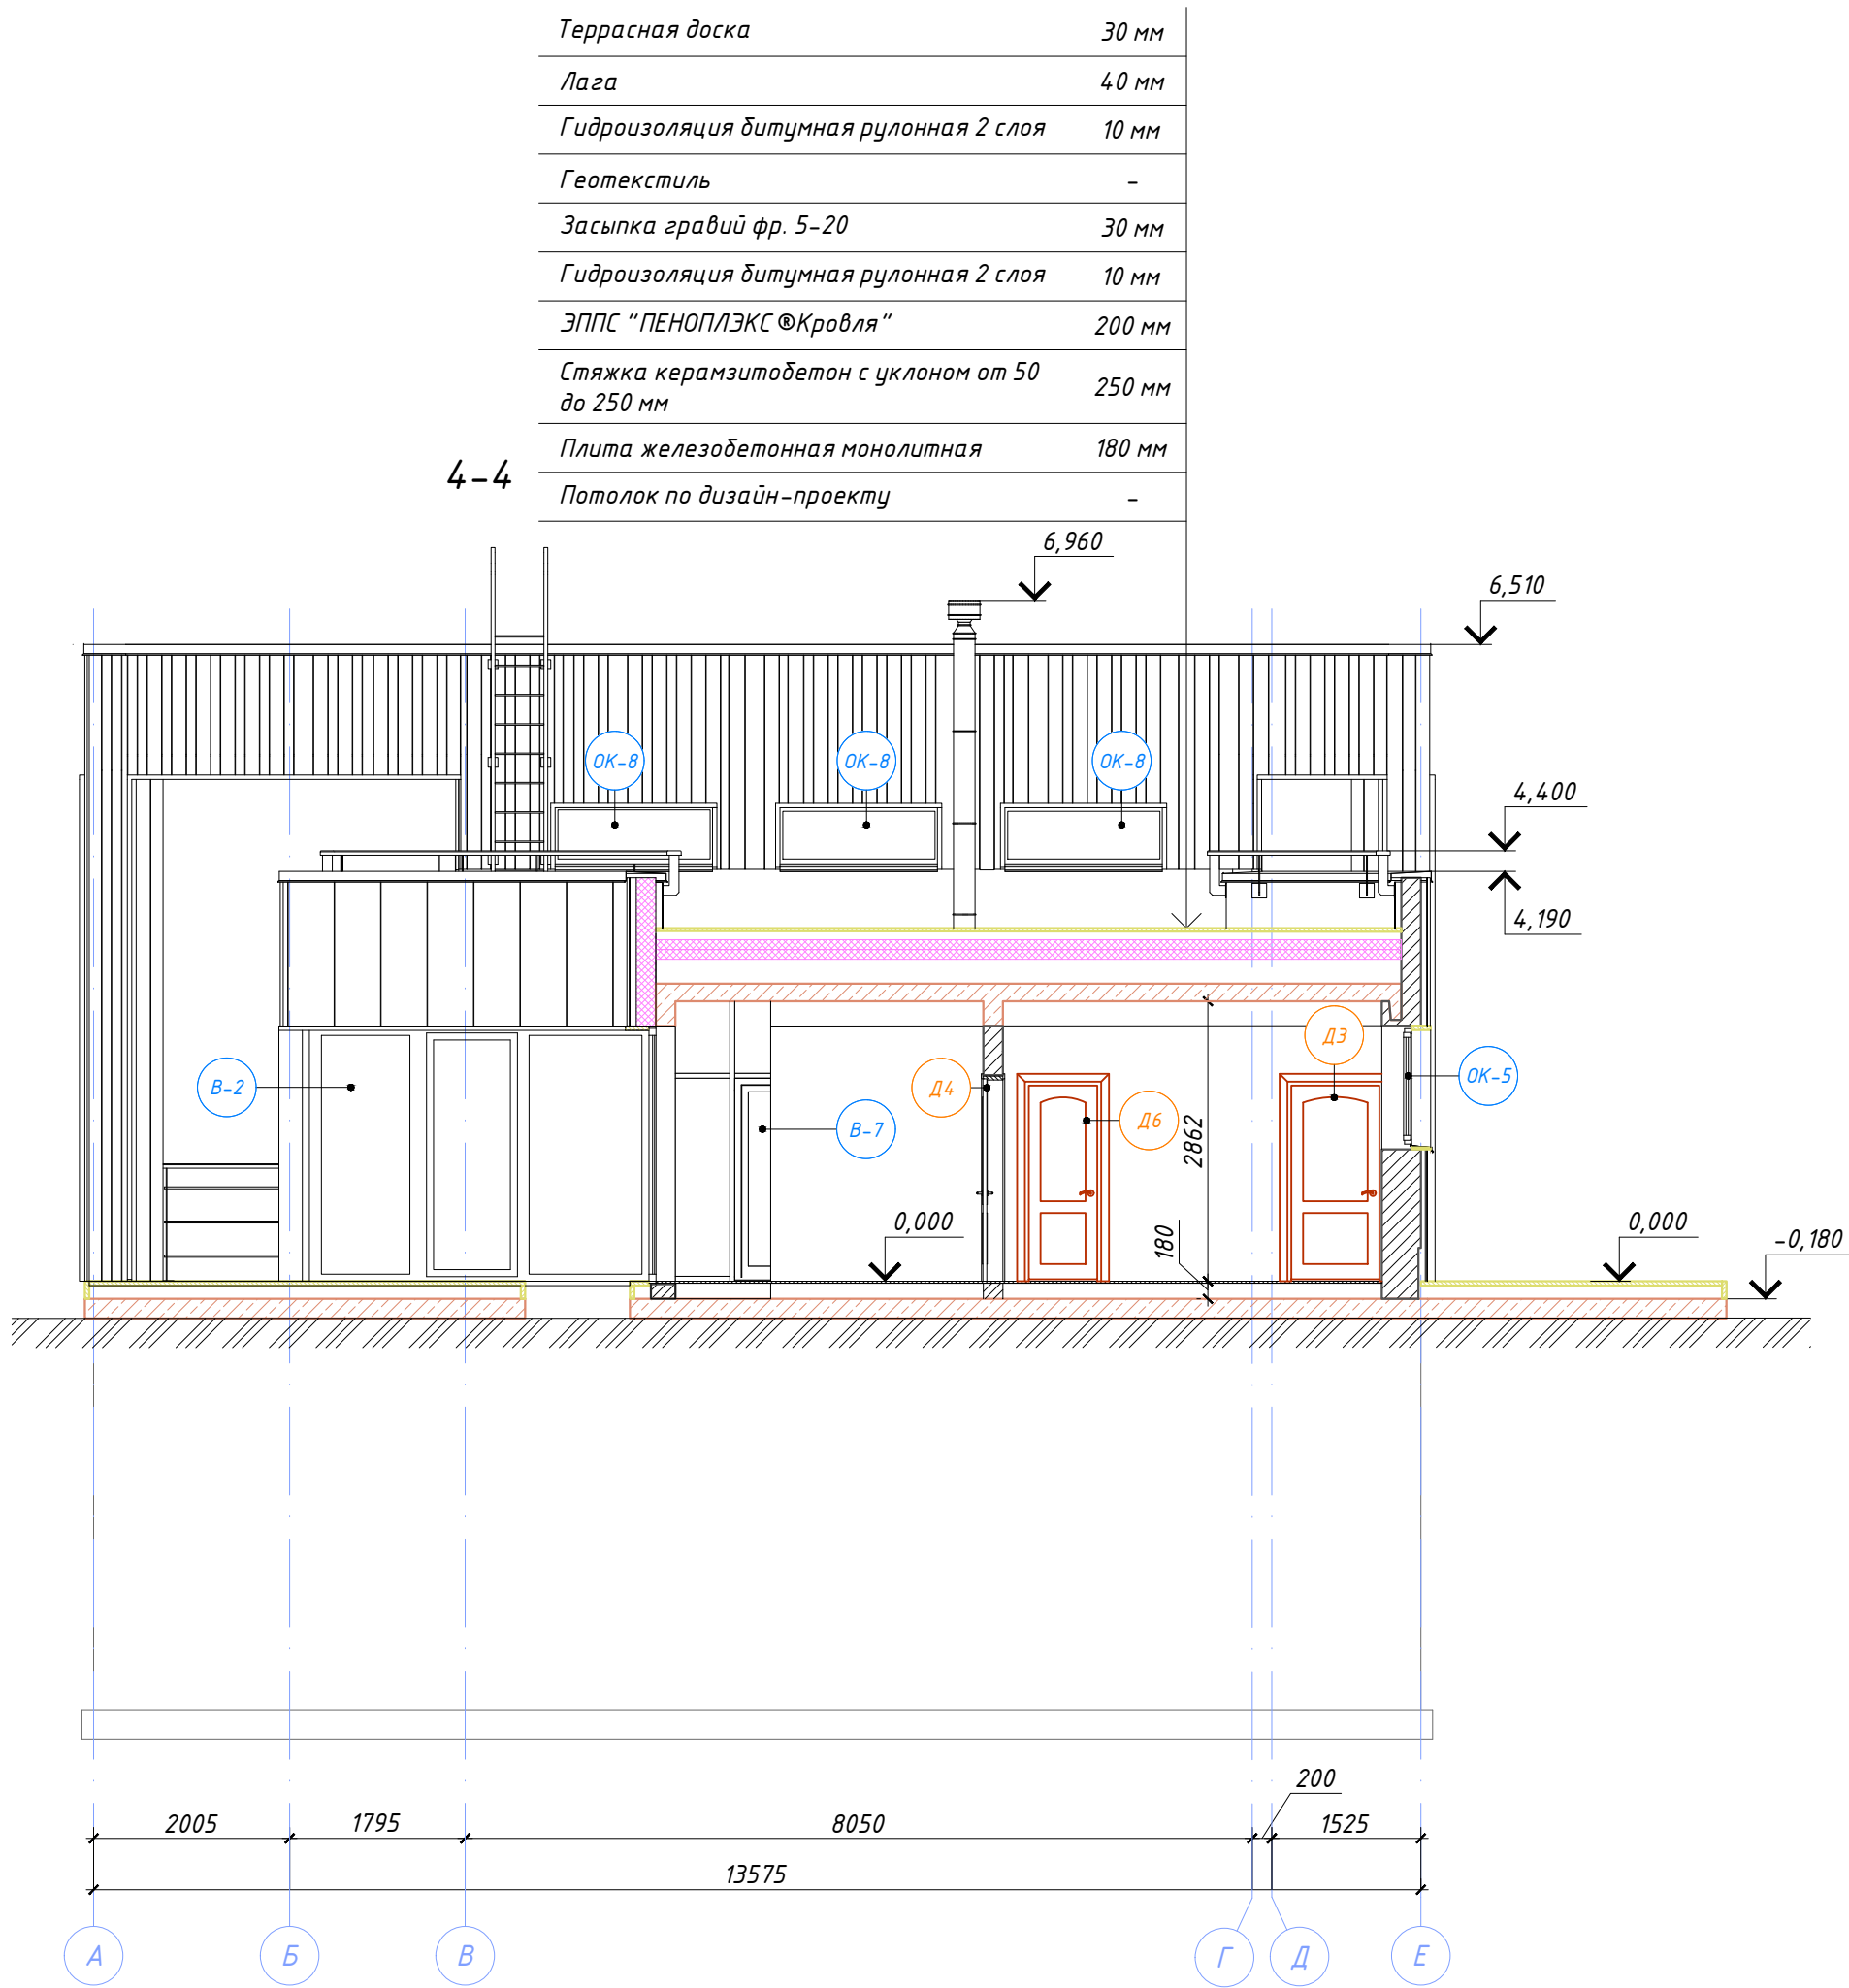 Террасная доска 30 мм
Лага 40 мм
Гидроизоляция битумная рулонная 2 слоя 10 мм
Геотекстиль -
Засыпка гравий фр. 5-20 30 мм
Гидроизоляция битумная рулонная 2 слоя 10 мм
ЭППС "ПЕНОПЛЭКС®Кровля" 200 мм
Стяжка керамзитобетон с уклоном от 50
до 250 мм 250 мм
Плита железобетонная монолитная 180 мм
Потолок по дизайн-проекту -
4-4
6,960
6,510
ОК-8 ОК-8 ОК-8
4,400
4,190
Д3
В-2 Д4 ОК-5
В-7 Д6
2862
180
0,000 0,000
-0,180
200
2005 1795 8050 1525
13575
А Б В Г Д Е